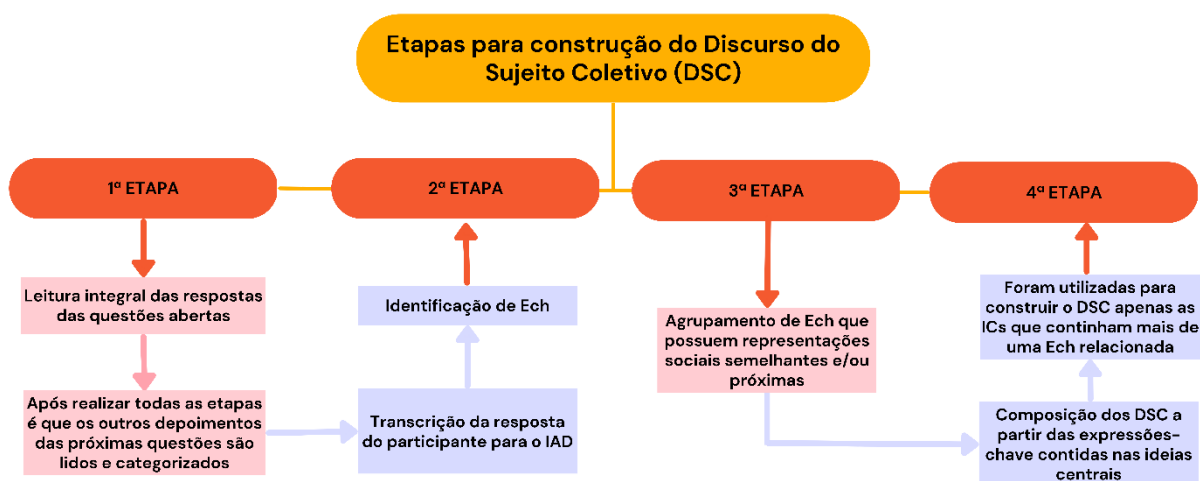 Etapas para construção do Discurso do
Sujeito Coletivo (DSC)
1ª ETAPA
2ª ETAPA
3ª ETAPA
4ª ETAPA
Leitura integral das respostas
das questões abertas
Após realizar todas as etapas
é que os outros depoimentos
das próximas questões são
lidos e categorizados
Identificação de Ech
Transcrição da resposta
do participante para o IAD
Agrupamento de Ech que
possuem representações
sociais semelhantes e/ou
próximas
Foram utilizadas para
construir o DSC apenas as
ICs que continham mais de
uma Ech relacionada
Composição dos DSC a
partir das expressões-
chave contidas nas ideias
centrais